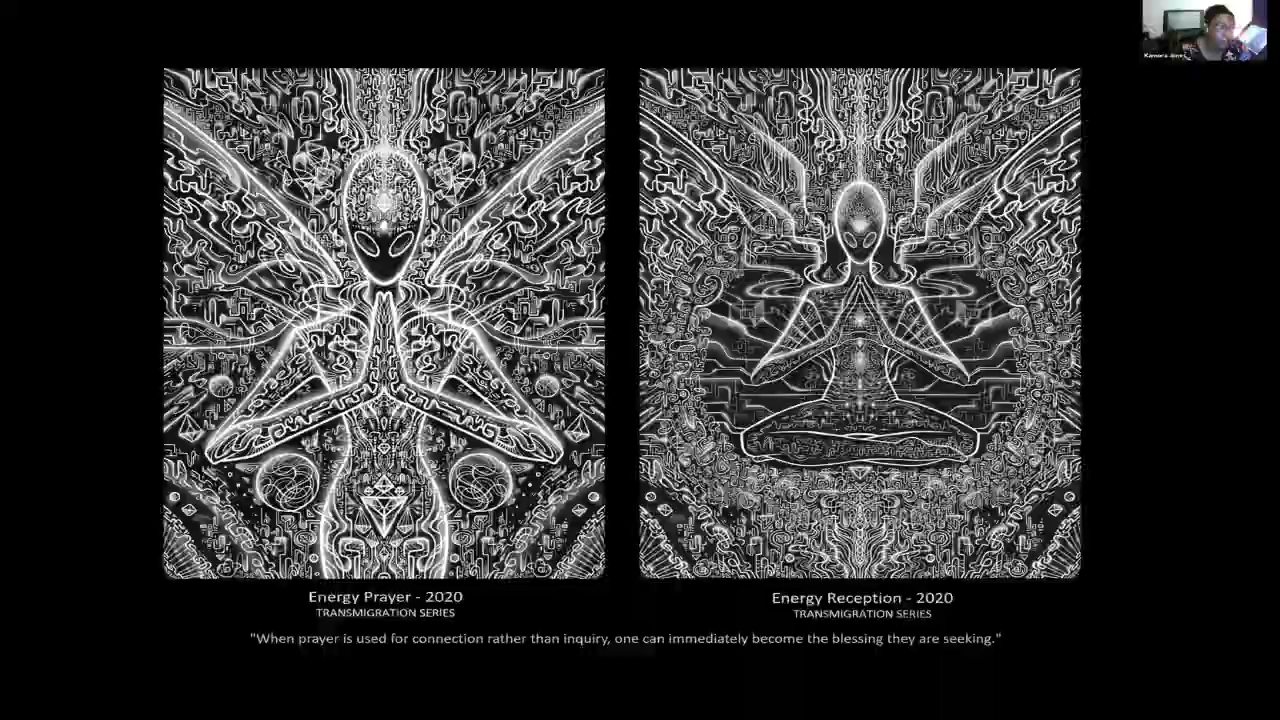 Energy Prayer - 2020
TRANSMIGRATION SERIES
Energy Reception - 2020
TRANSMIGRATION SERIES
"When prayer is used for connection rather than inquiry, one can immediately become the blessing they are seeking."